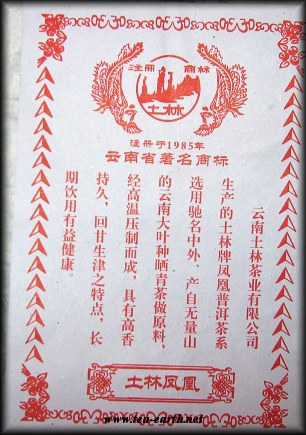 注册 商标
土林
注册于1985年
云南省著名商标
云南土林茶业有限公司
生产的土林牌凤凰普洱茶系
选用驰名中外、产自无量山
的云南大叶种晒青茶做原料，
经高温压制而成，具有高香
持久、回甘生津之特点，长
期饮用有益健康。
土林凤凰
www.tea-earth.net